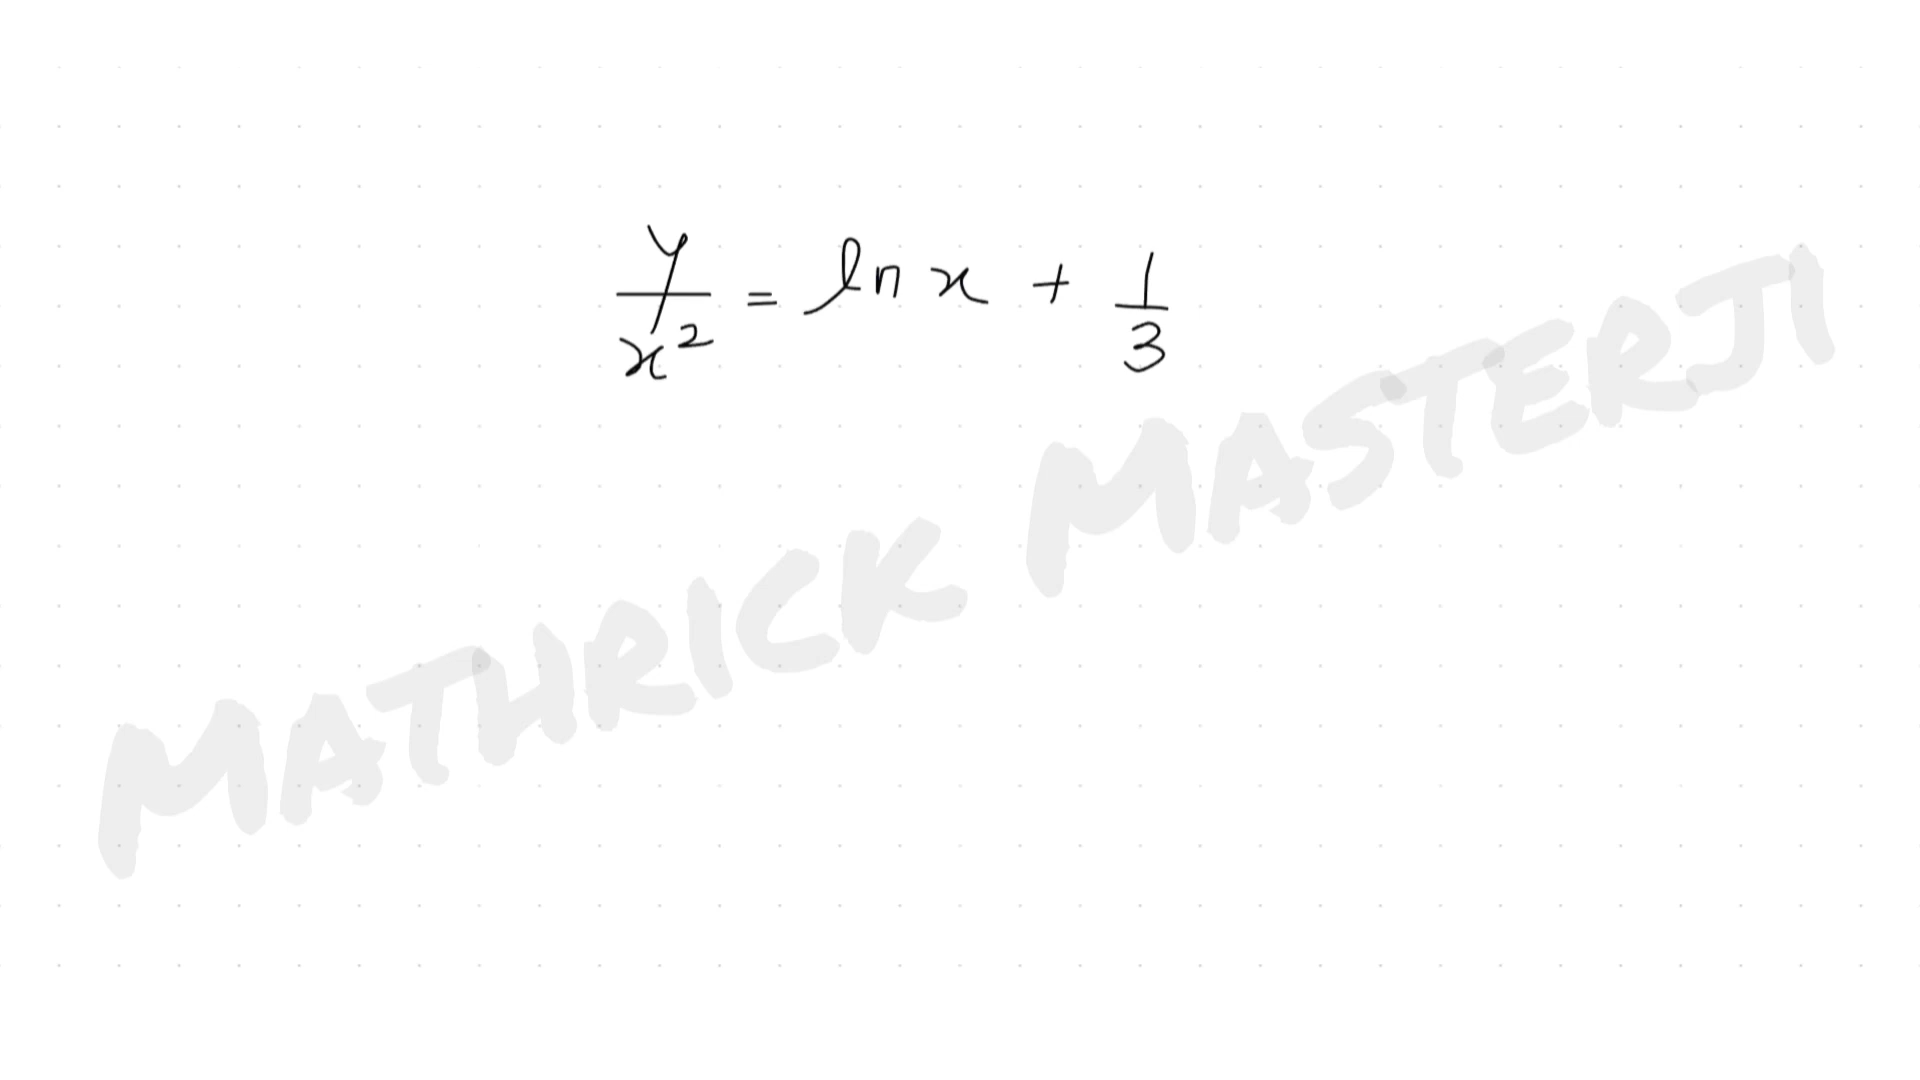 y/x² = ln x + 1/3
MATHRICK MASTERJI